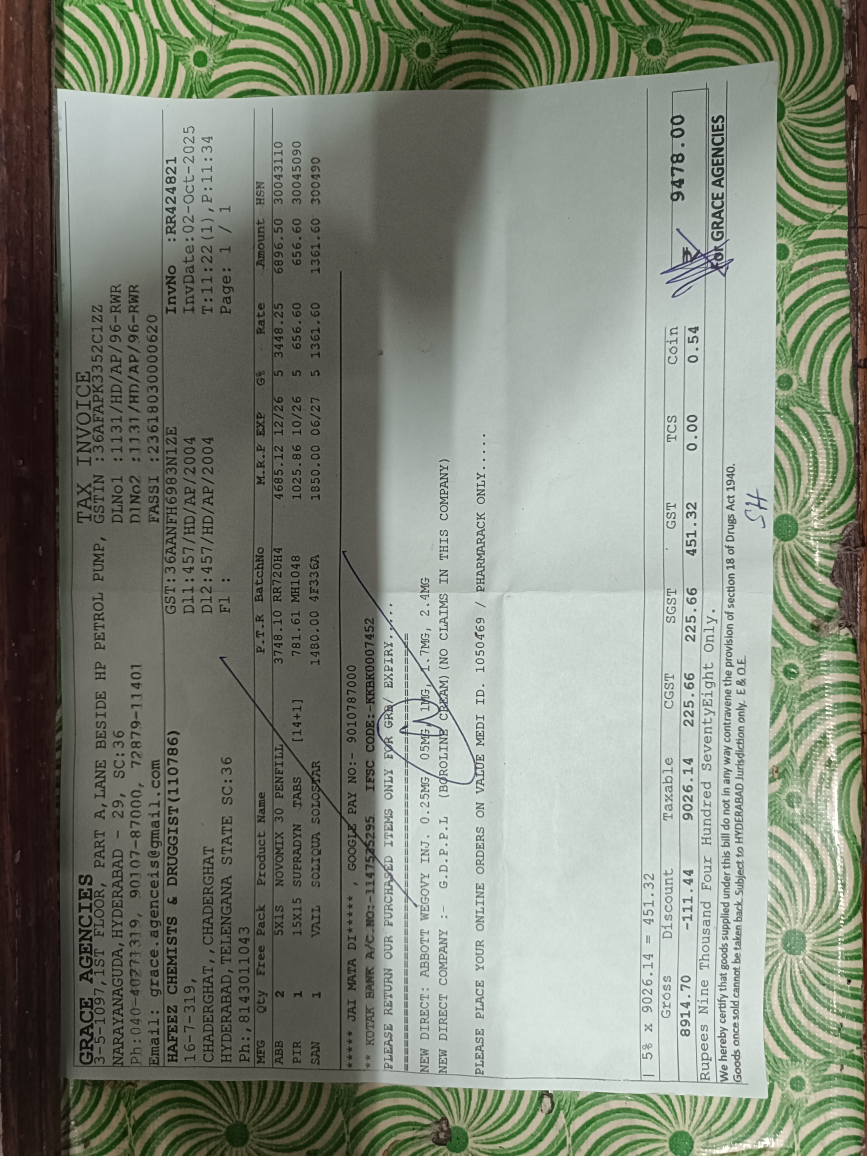 GRACE AGENCIES TAX INVOICE
3-5-1097,1ST FLOOR, PART A,LANE BESIDE HP PETROL PUMP, GSTIN :36AFAPK3352C1ZZ
NARAYANAGUDA,HYDERABAD - 29, SC:36 DLNo1 :1131/HD/AP/96-RWR
Ph:040-40271319, 90107-87000, 72879-11401 DlNo2 :1131/HD/AP/96-RWR
Email: grace.agenceis@gmail.com FASSI :23618030000620
HAFEEZ CHEMISTS & DRUGGIST(110786) GST:36AANFH6983N1ZE InvNo :RR424821
16-7-319, Dl1:457/HD/AP/2004 InvDate:02-Oct-2025
CHADERGHAT,,CHADERGHAT Dl2:457/HD/AP/2004 T:11:22(1),P:11:34
HYDERABAD,TELENGANA STATE SC:36 Fl : Page: 1 / 1
Ph:,8143011043
MFG Qty Free Pack Product Name P.T.R BatchNo M.R.P EXP G% Rate Amount HSN
ABB 2 5X1S NOVOMIX 30 PENFILL 3748.10 RR720H4 4685.12 12/26 5 3448.25 6896.50 30043110
PIR 1 15X15 SUPRADYN TABS [14+1] 781.61 MH1048 1025.86 10/26 5 656.60 656.60 30045090
SAN 1 VAIL SOLIQUA SOLOSTAR 1480.00 4F336A 1850.00 06/27 5 1361.60 1361.60 300490
***** JAI MATA DI***** , GOOGLE PAY NO:- 9010787000
** KOTAK BANK A/C.NO:-1147525295 IFSC CODE:-KKBK0007452
PLEASE RETURN OUR PURCHASED ITEMS ONLY FOR GRB/ EXPIRY.....
NEW DIRECT: ABBOTT WEGOVY INJ. 0.25MG, 05MG, 1MG, 1.7MG, 2.4MG
NEW DIRECT COMPANY :- G.D.P.P.L (BOROLINE CREAM)(NO CLAIMS IN THIS COMPANY)
PLEASE PLACE YOUR ONLINE ORDERS ON VALUE MEDI ID. 1050469 / PHARMARACK ONLY.....
| 5% x 9026.14 = 451.32
Gross Discount Taxable CGST SGST GST TCS Coin
8914.70 -111.44 9026.14 225.66 225.66 451.32 0.00 0.54 ₹ 9478.00
Rupees Nine Thousand Four Hundred SeventyEight Only.
We hereby certify that goods supplied under this bill do not in any way contravene the provision of section 18 of Drugs Act 1940. For GRACE AGENCIES
Goods once sold cannot be taken back. Subject to HYDERABAD Jurisdiction only. E & O.E
SH